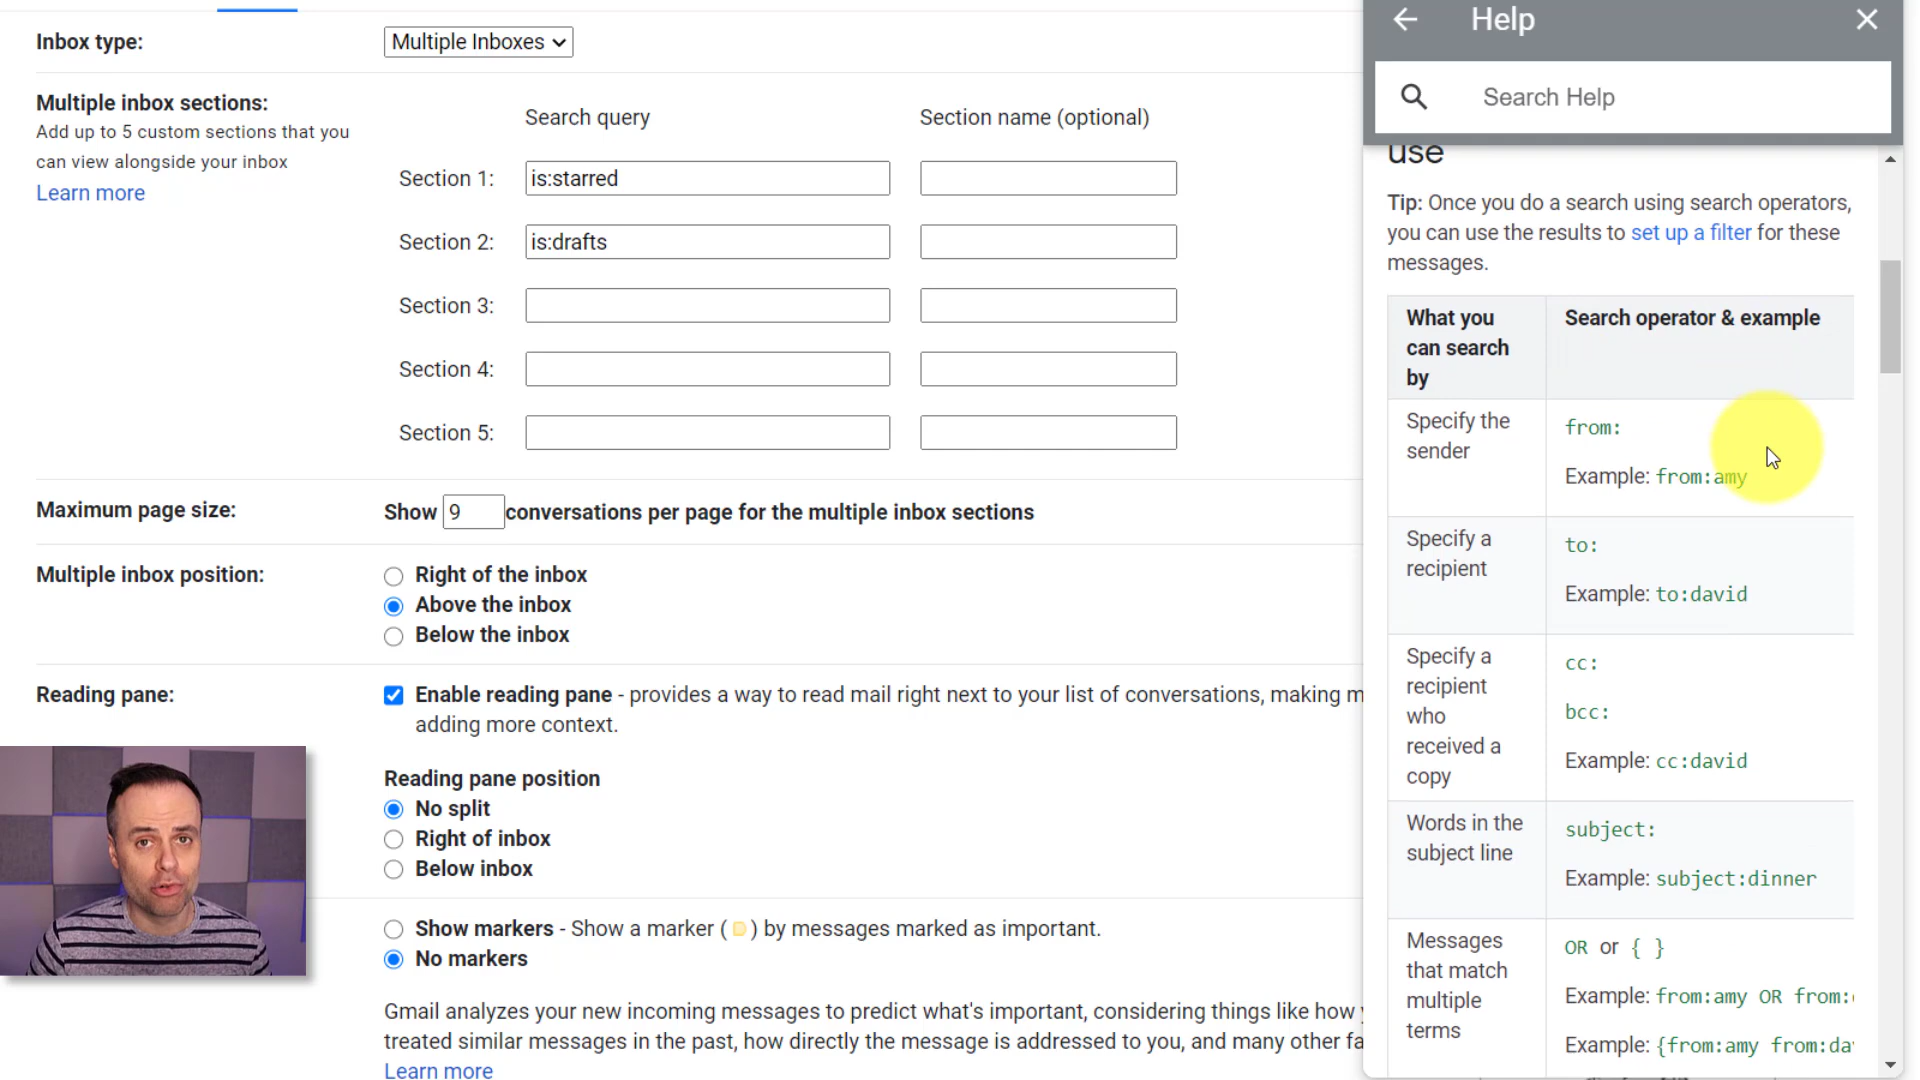 Inbox type:
Multiple Inboxes
Multiple inbox sections:
Add up to 5 custom sections that you
can view alongside your inbox
Learn more
Search query
Section name (optional)
Section 1:
is:starred
Section 2:
is:drafts
Section 3:
Section 4:
Section 5:
Maximum page size:
Show 9 conversations per page for the multiple inbox sections
Multiple inbox position:
Right of the inbox
Above the inbox
Below the inbox
Reading pane:
Enable reading pane - provides a way to read mail right next to your list of conversations, making m
adding more context.
Reading pane position
No split
Right of inbox
Below inbox
Show markers - Show a marker ( ) by messages marked as important.
No markers
Gmail analyzes your new incoming messages to predict what's important, considering things like how
treated similar messages in the past, how directly the message is addressed to you, and many other fa
Learn more
Help
Search Help
use
Tip: Once you do a search using search operators,
you can use the results to set up a filter for these
messages.
What you
can search
by
Search operator & example
Specify the
sender
from:
Example: from:amy
Specify a
recipient
to:
Example: to:david
Specify a
recipient
who
received a
copy
cc:
bcc:
Example: cc:david
Words in the
subject line
subject:
Example: subject:dinner
Messages
that match
multiple
terms
OR or { }
Example: from:amy OR from:
Example: {from:amy from:da